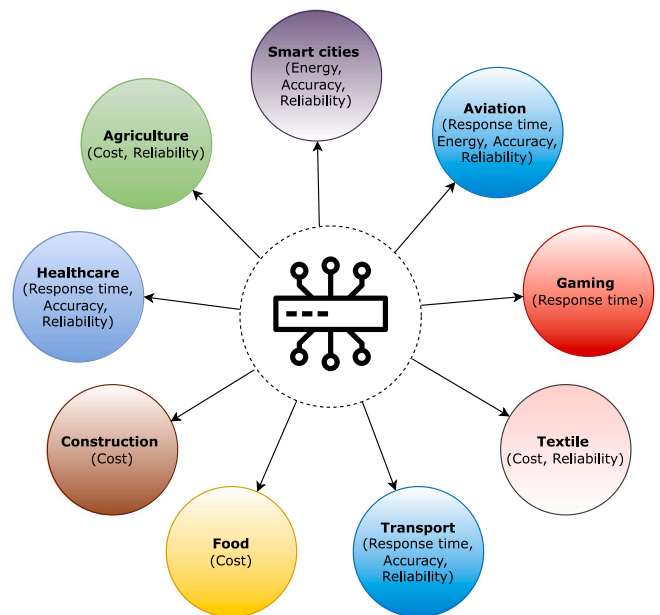 Smart cities
(Energy,
Accuracy,
Reliability)
Aviation
(Response time,
Energy, Accuracy,
Reliability)
Agriculture
(Cost, Reliability)
Healthcare
(Response time,
Accuracy,
Reliability)
Gaming
(Response time)
Construction
(Cost)
Textile
(Cost, Reliability)
Food
(Cost)
Transport
(Response time,
Accuracy,
Reliability)